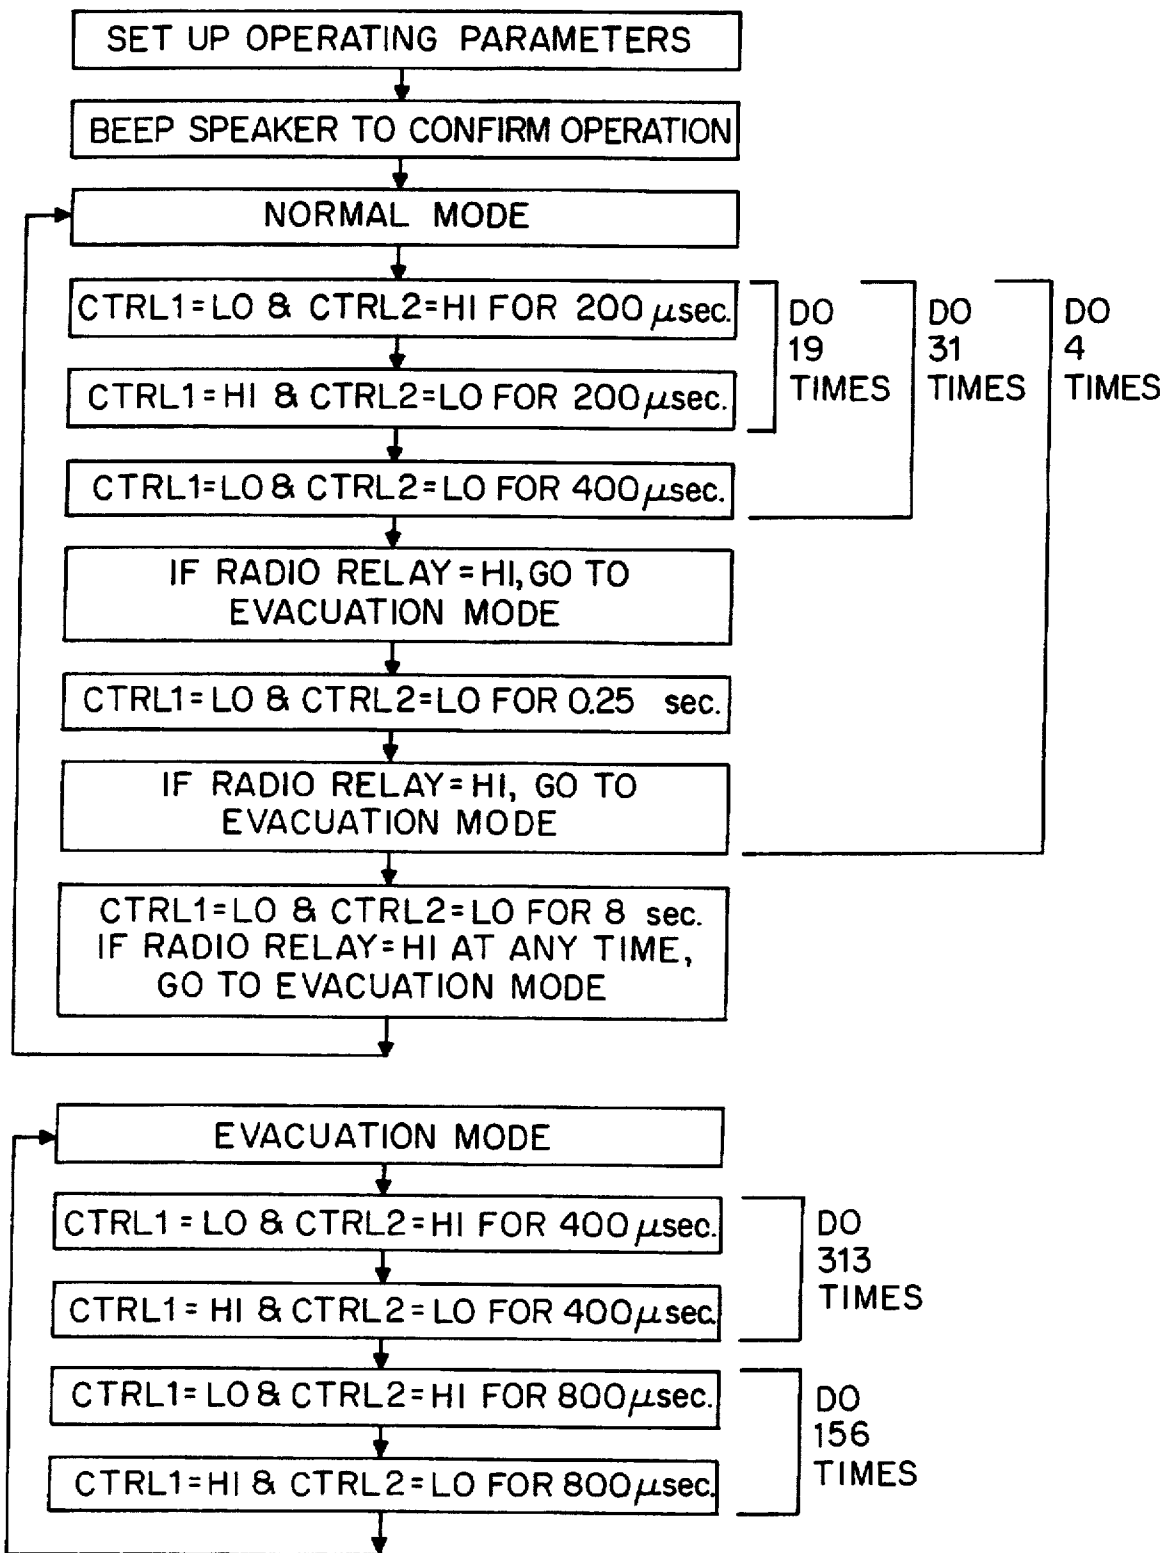 SET UP OPERATING PARAMETERS
BEEP SPEAKER TO CONFIRM OPERATION
NORMAL MODE
CTRL1=LO & CTRL2=HI FOR 200 μsec.
CTRL1=HI & CTRL2=LO FOR 200 μsec.
DO
19
TIMES
CTRL1=LO & CTRL2=LO FOR 400 μsec.
DO
31
TIMES
IF RADIO RELAY=HI, GO TO
EVACUATION MODE
CTRL1=LO & CTRL2=LO FOR 0.25 sec.
IF RADIO RELAY=HI, GO TO
EVACUATION MODE
DO
4
TIMES
CTRL1=LO & CTRL2=LO FOR 8 sec.
IF RADIO RELAY=HI AT ANY TIME,
GO TO EVACUATION MODE
EVACUATION MODE
CTRL1=LO & CTRL2=HI FOR 400 μsec.
CTRL1=HI & CTRL2=LO FOR 400 μsec.
DO
313
TIMES
CTRL1=LO & CTRL2=HI FOR 800 μsec.
CTRL1=HI & CTRL2=LO FOR 800 μsec.
DO
156
TIMES